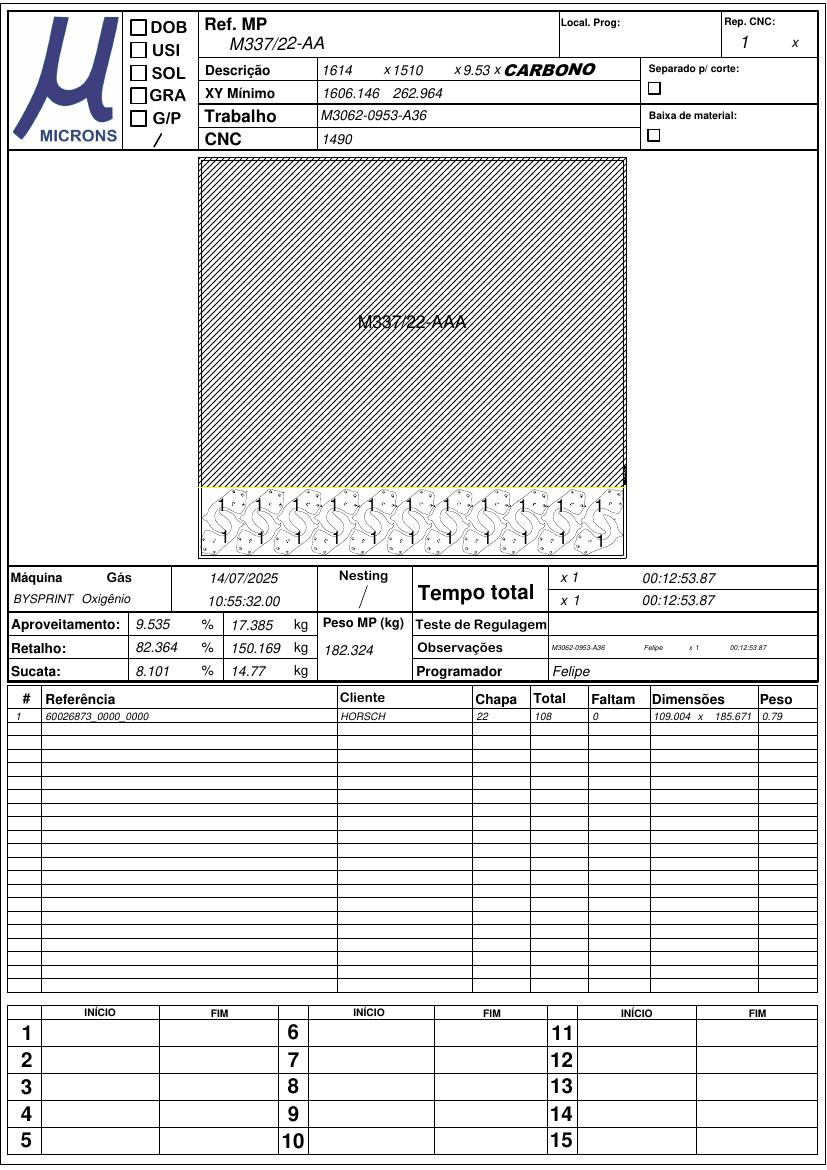 µ
MICRONS
DOB
USI
SOL
GRA
G/P
/
Ref. MP
M337/22-AA
Local. Prog:
Rep. CNC:
1 x
Descrição 1614 x 1510 x 9.53 x CARBONO
XY Mínimo 1606.146 262.964
Trabalho M3062-0953-A36
CNC 1490
Separado p/ corte:
Baixa de material:
M337/22-AAA
1 1 1 1 1 1 1 1 1 1 1
1 1 1 1 1 1 1 1 1 1 1
Máquina Gás
BYSPRINT Oxigênio
14/07/2025
10:55:32.00
Nesting
/
Tempo total
x 1 00:12:53.87
x 1 00:12:53.87
Aproveitamento: 9.535 % 17.385 kg
Retalho: 82.364 % 150.169 kg
Sucata: 8.101 % 14.77 kg
Peso MP (kg)
182.324
Teste de Regulagem
Observações M3062-0953-A36 Felipe x 1 00:12:53.87
Programador Felipe
# Referência Cliente Chapa Total Faltam Dimensões Peso
1 60026873_0000_0000 HORSCH 22 108 0 109.004 x 185.671 0.79
INÍCIO FIM INÍCIO FIM INÍCIO FIM
1 6 11
2 7 12
3 8 13
4 9 14
5 10 15